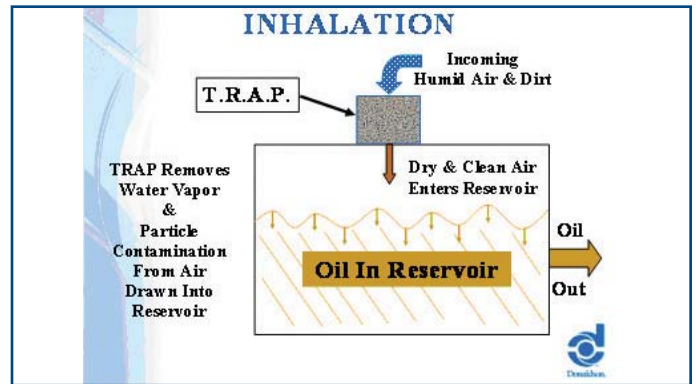 INHALATION
Incoming
Humid Air & Dirt
T.R.A.P.
TRAP Removes
Water Vapor
&
Particle
Contamination
From Air
Drawn Into
Reservoir
Dry & Clean Air
Enters Reservoir
Oil In Reservoir
Oil
Out
Donaldson